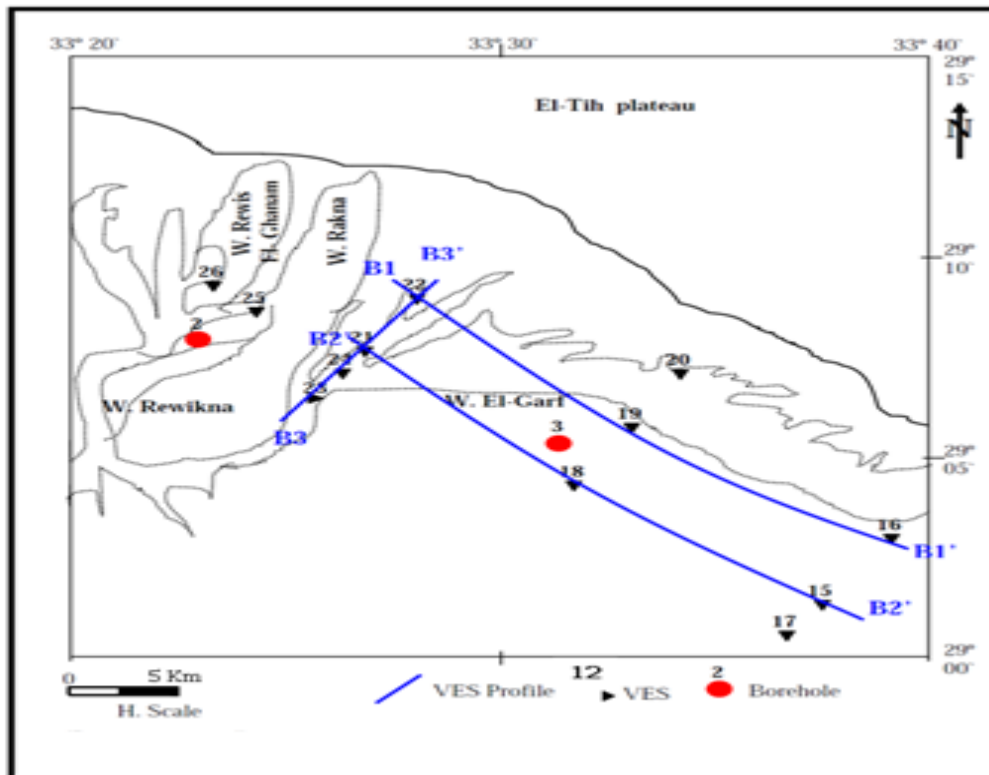 33° 20' 33° 30' 33° 40'
29° 15'
El-Tih plateau
N
W. Rewis
El- Ghanam
W. Rakna
29° 10'
B1 B3'
26 22
25
2
B2 21
20
W. Rewikna
W. El-Garf
19
3
B3
18
29° 05'
16
B1'
15
B2'
17
29° 00'
0 5 Km
H. Scale
VES Profile
12
VES
2
Borehole